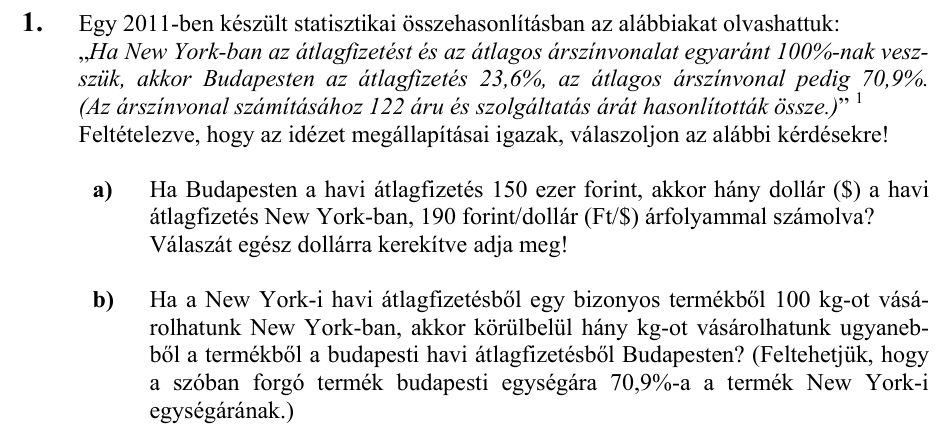 1. Egy 2011-ben készült statisztikai összehasonlításban az alábbiakat olvashattuk:
„Ha New York-ban az átlagfizetést és az átlagos árszínvonalat egyaránt 100%-nak vesz-
szük, akkor Budapesten az átlagfizetés 23,6%, az átlagos árszínvonal pedig 70,9%.
(Az árszínvonal számításához 122 áru és szolgáltatás árát hasonlították össze.)” 1
Feltételezve, hogy az idézet megállapításai igazak, válaszoljon az alábbi kérdésekre!
a) Ha Budapesten a havi átlagfizetés 150 ezer forint, akkor hány dollár ($) a havi
átlagfizetés New York-ban, 190 forint/dollár (Ft/$) árfolyammal számolva?
Válaszát egész dollárra kerekítve adja meg!
b) Ha a New York-i havi átlagfizetésből egy bizonyos termékből 100 kg-ot vásá-
rolhatunk New York-ban, akkor körülbelül hány kg-ot vásárolhatunk ugyaneb-
ből a termékből a budapesti havi átlagfizetésből Budapesten? (Feltehetjük, hogy
a szóban forgó termék budapesti egységára 70,9%-a a termék New York-i
egységárának.)